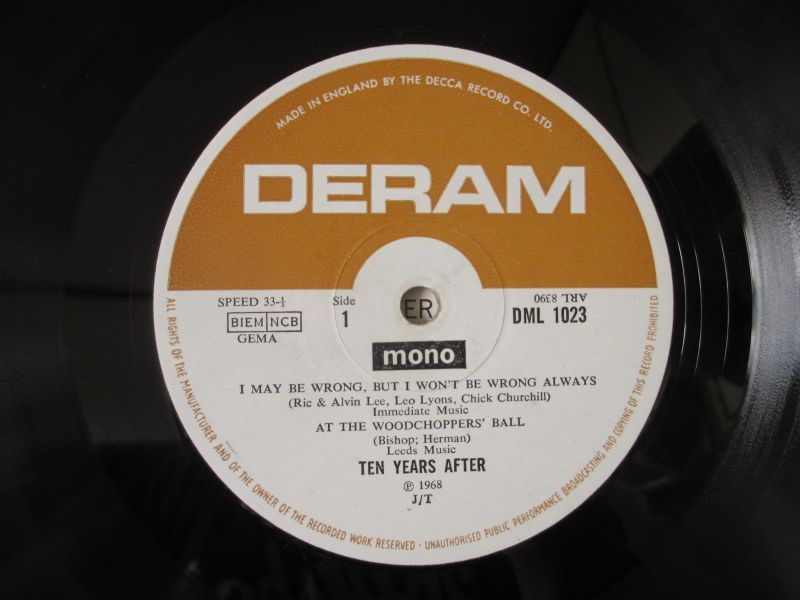 MADE IN ENGLAND BY THE DECCA RECORD CO. LTD.
DERAM
SPEED 33-⅓
BIEM NCB
GEMA
Side
1
ER
ARL 8390
DML 1023
mono
I MAY BE WRONG, BUT I WON'T BE WRONG ALWAYS
(Ric & Alvin Lee, Leo Lyons, Chick Churchill)
Immediate Music
AT THE WOODCHOPPERS' BALL
(Bishop; Herman)
Leeds Music
TEN YEARS AFTER
℗ 1968
J/T
ALL RIGHTS OF THE MANUFACTURER AND OF THE OWNER OF THE RECORDED WORK RESERVED · UNAUTHORISED PUBLIC PERFORMANCE BROADCASTING AND COPYING OF THIS RECORD PROHIBITED